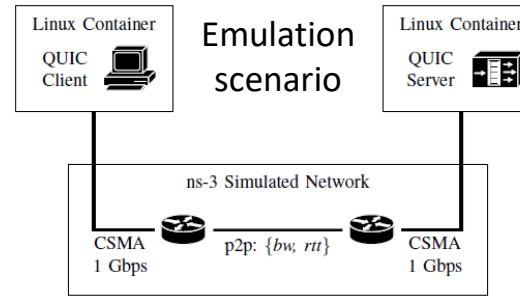 Linux Container
QUIC
Client
Emulation
scenario
Linux Container
QUIC
Server
ns-3 Simulated Network
CSMA
1 Gbps
p2p: {bw, rtt}
CSMA
1 Gbps